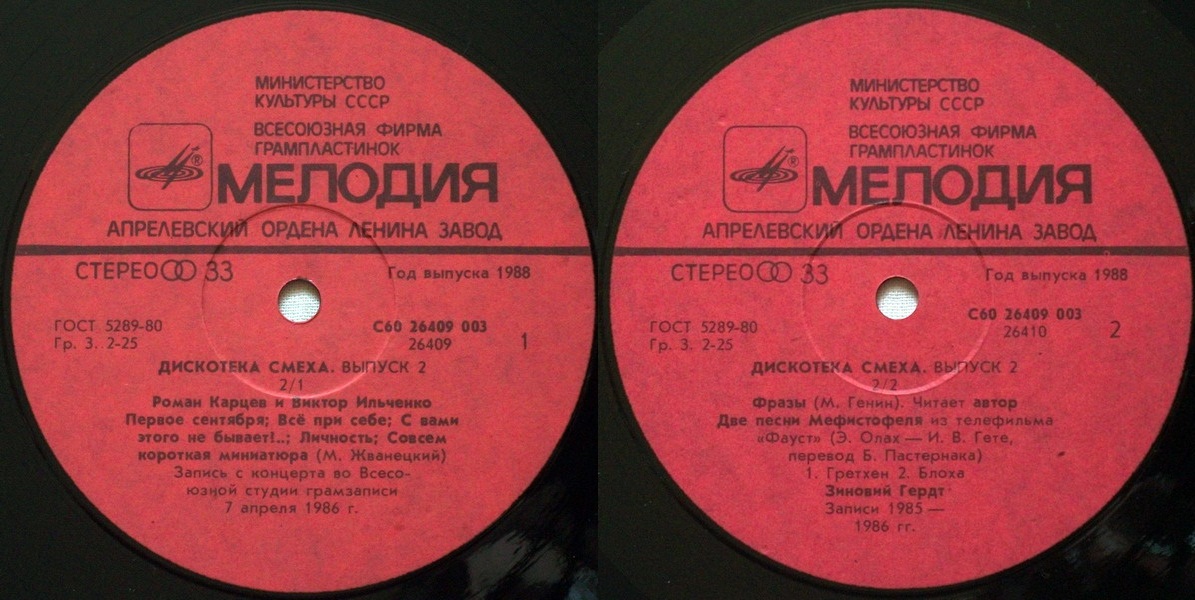 МИНИСТЕРСТВО
КУЛЬТУРЫ СССР
ВСЕСОЮЗНАЯ ФИРМА
ГРАМПЛАСТИНОК
®
МЕЛОДИЯ
АПРЕЛЕВСКИЙ ОРДЕНА ЛЕНИНА ЗАВОД
СТЕРЕО 33
Год выпуска 1988
ГОСТ 5289-80
Гр. 3. 2-25
С60 26409 003
26409
1
ДИСКОТЕКА СМЕХА. ВЫПУСК 2
2/1
Роман Карцев и Виктор Ильченко
Первое сентября; Всё при себе; С вами
этого не бывает!..; Личность; Совсем
короткая миниатюра (М. Жванецкий)
Запись с концерта во Всесо-
юзной студии грамзаписи
7 апреля 1986 г.
МИНИСТЕРСТВО
КУЛЬТУРЫ СССР
ВСЕСОЮЗНАЯ ФИРМА
ГРАМПЛАСТИНОК
®
МЕЛОДИЯ
АПРЕЛЕВСКИЙ ОРДЕНА ЛЕНИНА ЗАВОД
СТЕРЕО 33
Год выпуска 1988
ГОСТ 5289-80
Гр. 3. 2-25
С60 26409 003
26410
2
ДИСКОТЕКА СМЕХА. ВЫПУСК 2
2/2
Фразы (М. Генин). Читает автор
Две песни Мефистофеля из телефильма
«Фауст» (Э. Олах — И. В. Гете,
перевод Б. Пастернака)
1. Гретхен 2. Блоха
Зиновий Гердт
Записи 1985 —
1986 гг.